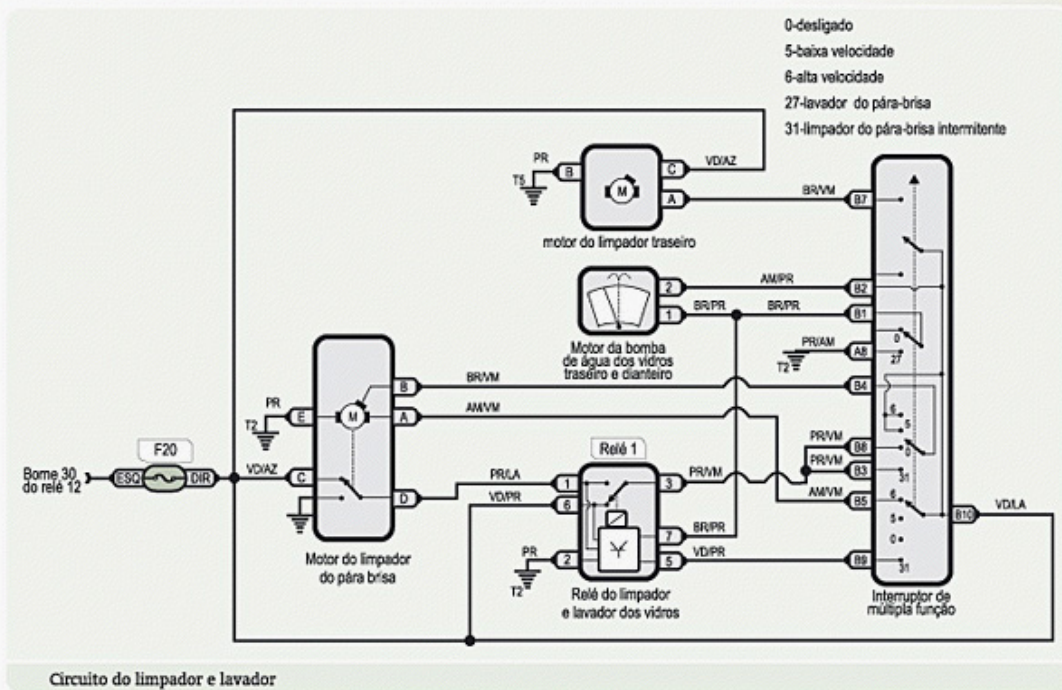 0-desligado
5-baixa velocidade
6-alta velocidade
27-lavador do pára-brisa
31-limpador do pára-brisa intermitente
PR
B
C
VD/AZ
T5
M
A
BR/VM
B7
motor do limpador traseiro
2
AM/PR
B2
1
BR/PR
BR/PR
B1
Motor da bomba
de água dos vidros
traseiro e dianteiro
PR/AM
A8
T2
0
27
B
BR/VM
B4
PR
E
M
A
AM/VM
T2
6
5
0
F20
Relé 1
PR/VM
B8
Borne 30
do relé 12
ESQ
DIR
VD/AZ
C
PR/LA
1
3
PR/VM
PR/VM
B3
31
D
VD/PR
6
AM/VM
B5
6
B10
VD/LA
7
BR/PR
5
0
Motor do limpador
do pára brisa
PR
2
5
VD/PR
B9
31
T2
Relé do limpador
e lavador dos vidros
Interruptor de
múltipla função
Circuito do limpador e lavador